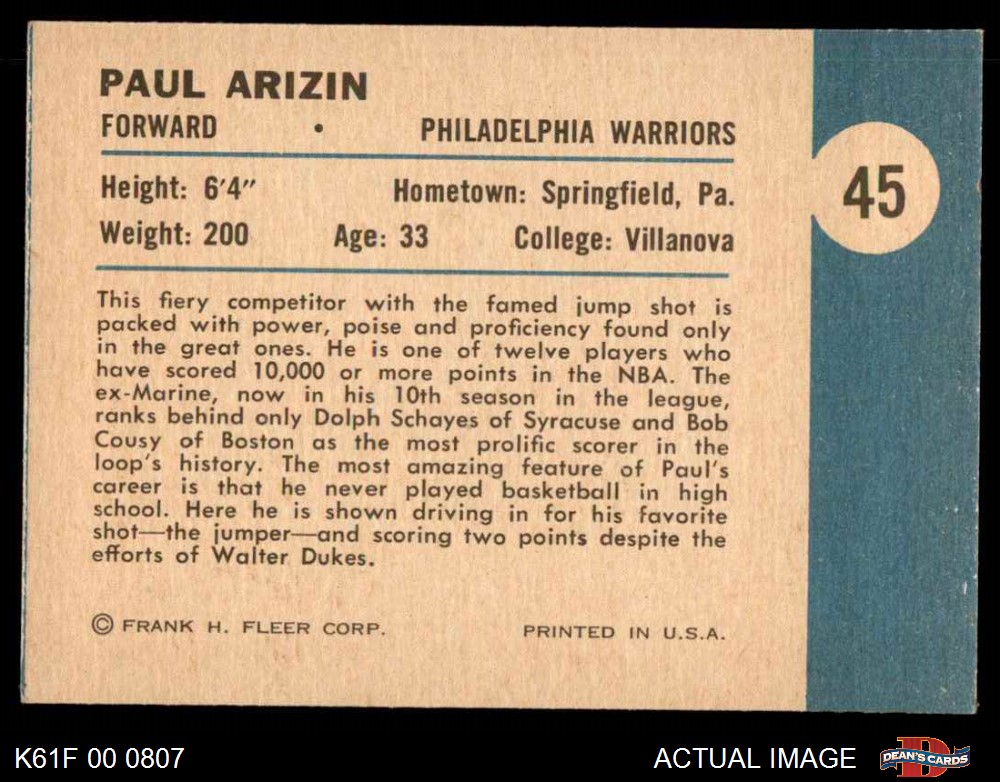 PAUL ARIZIN
FORWARD • PHILADELPHIA WARRIORS
Height: 6′4″ Hometown: Springfield, Pa.
Weight: 200 Age: 33 College: Villanova
45
This fiery competitor with the famed jump shot is
packed with power, poise and proficiency found only
in the great ones. He is one of twelve players who
have scored 10,000 or more points in the NBA. The
ex-Marine, now in his 10th season in the league,
ranks behind only Dolph Schayes of Syracuse and Bob
Cousy of Boston as the most prolific scorer in the
loop's history. The most amazing feature of Paul's
career is that he never played basketball in high
school. Here he is shown driving in for his favorite
shot—the jumper—and scoring two points despite the
efforts of Walter Dukes.
© FRANK H. FLEER CORP. PRINTED IN U.S.A.
K61F 00 0807 ACTUAL IMAGE DEAN'S CARDS